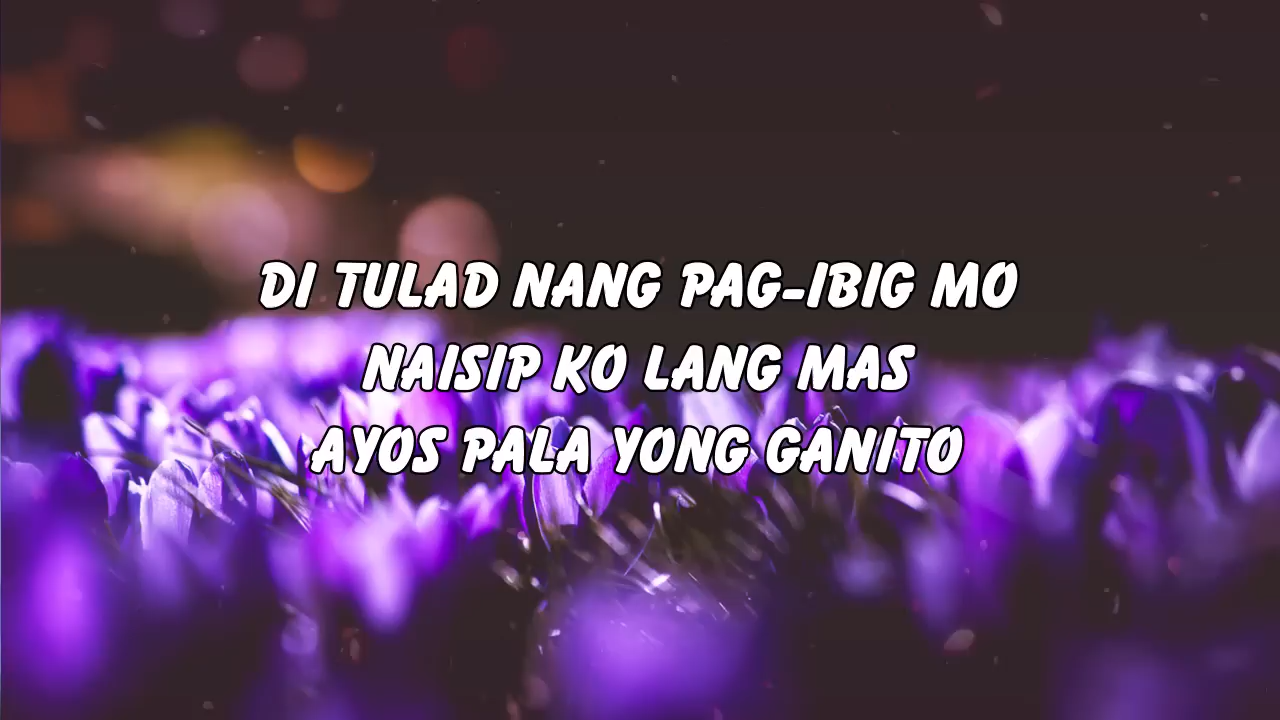 DI TULAD NANG PAG-IBIG MO
NAISIP KO LANG MAS
AYOS PALA YONG GANITO